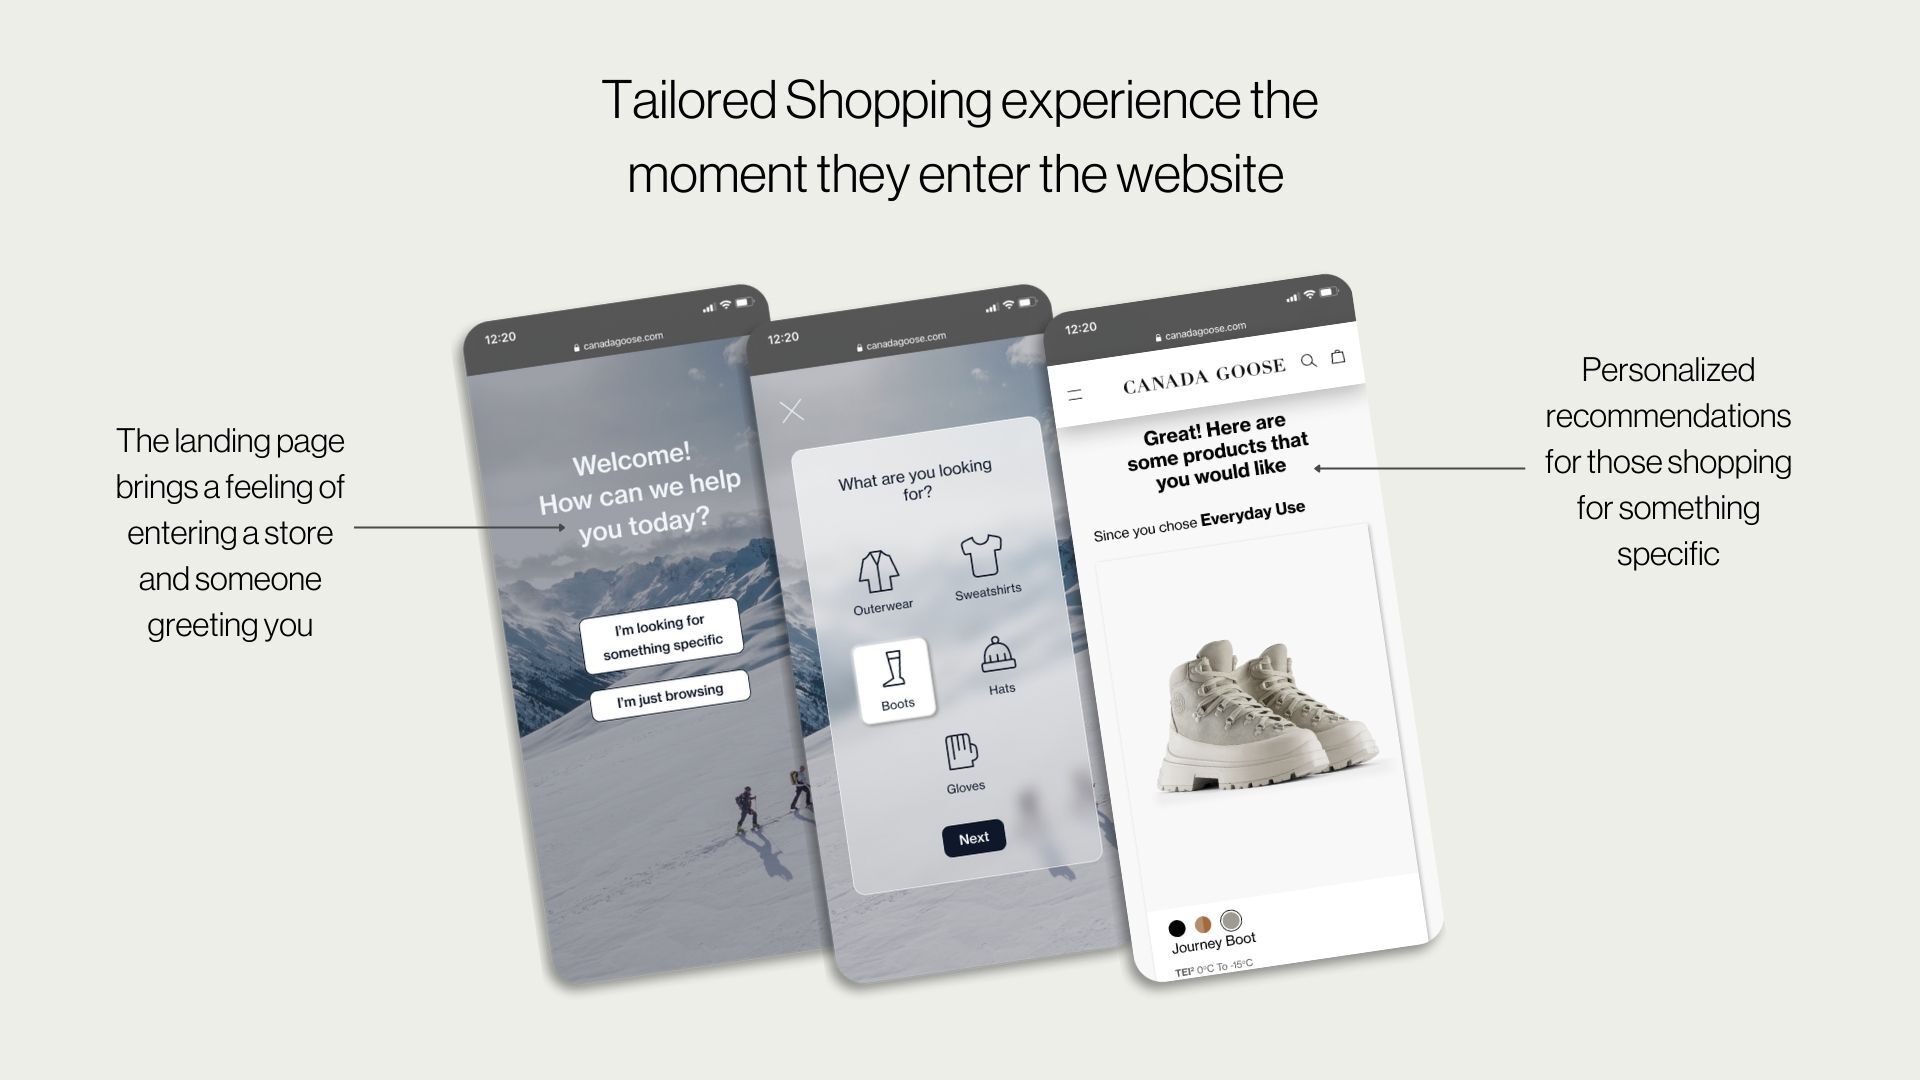 Tailored Shopping experience the
moment they enter the website
The landing page
brings a feeling of
entering a store
and someone
greeting you
12:20
canadagoose.com
Welcome!
How can we help
you today?
I'm looking for
something specific
I'm just browsing
12:20
canadagoose.com
What are you looking
for?
Outerwear
Sweatshirts
Boots
Hats
Gloves
Next
12:20
canadagoose.com
CANADA GOOSE
Great! Here are
some products that
you would like
Since you chose Everyday Use
Journey Boot
TEI² 0°C To -15°C
Personalized
recommendations
for those shopping
for something
specific